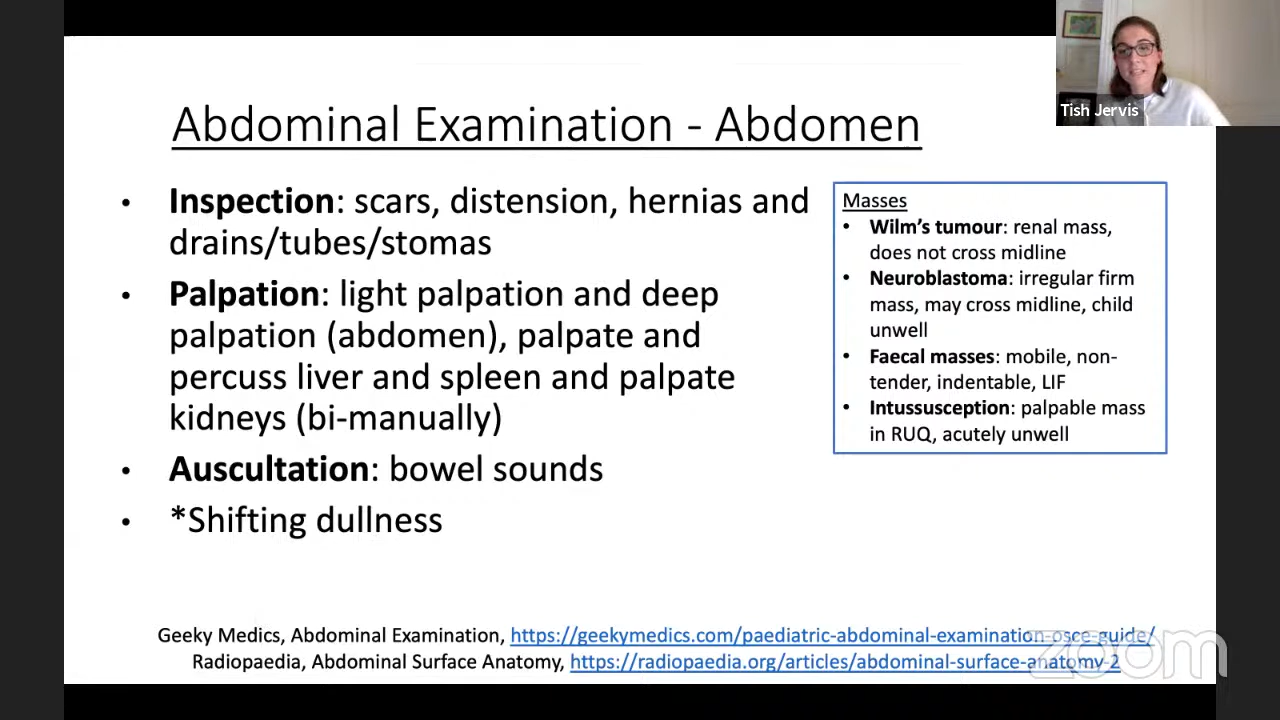 Tish Jervis
Abdominal Examination - Abdomen
• Inspection: scars, distension, hernias and
drains/tubes/stomas
• Palpation: light palpation and deep
palpation (abdomen), palpate and
percuss liver and spleen and palpate
kidneys (bi-manually)
• Auscultation: bowel sounds
• *Shifting dullness
Masses
• Wilm's tumour: renal mass,
does not cross midline
• Neuroblastoma: irregular firm
mass, may cross midline, child
unwell
• Faecal masses: mobile, non-
tender, indentable, LIF
• Intussusception: palpable mass
in RUQ, acutely unwell
Geeky Medics, Abdominal Examination, https://geekymedics.com/paediatric-abdominal-examination-osce-guide/
Radiopaedia, Abdominal Surface Anatomy, https://radiopaedia.org/articles/abdominal-surface-anatomy-2
zoom